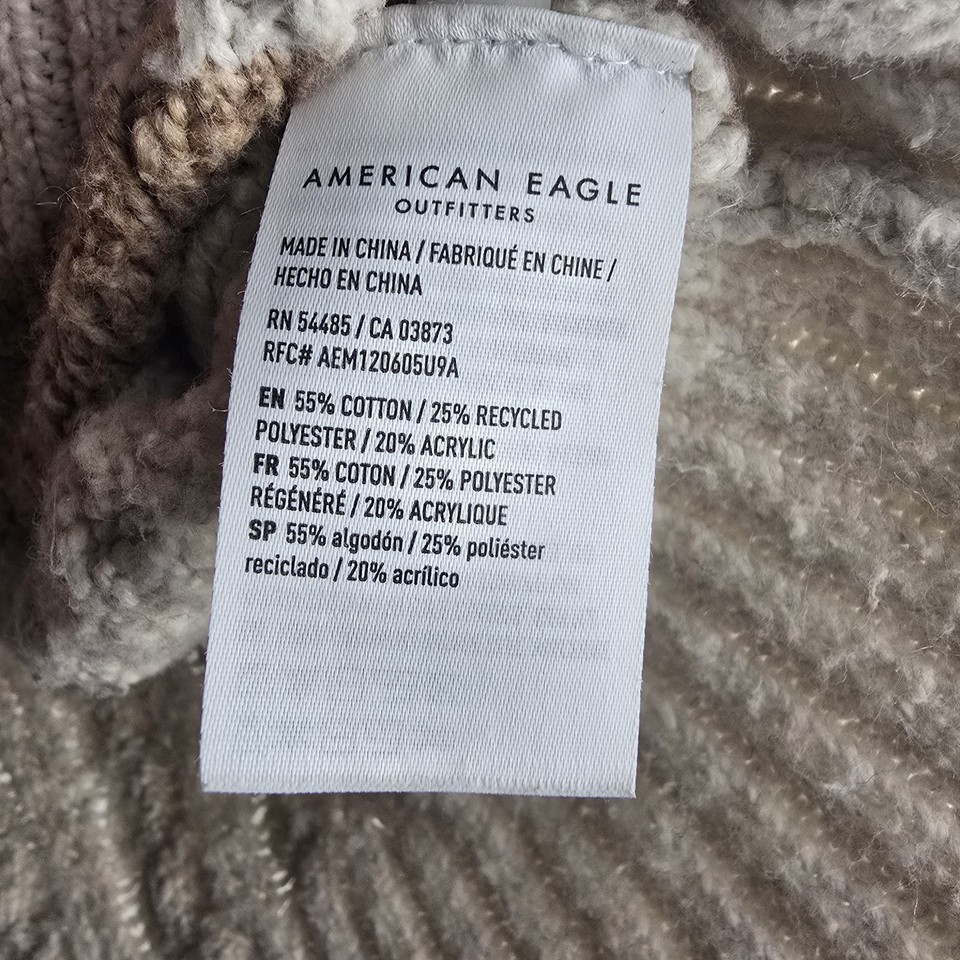 AMERICAN EAGLE
OUTFITTERS
MADE IN CHINA / FABRIQUÉ EN CHINE /
HECHO EN CHINA
RN 54485 / CA 03873
RFC# AEM120605U9A
EN 55% COTTON / 25% RECYCLED
POLYESTER / 20% ACRYLIC
FR 55% COTON / 25% POLYESTER
RÉGÉNÉRÉ / 20% ACRYLIQUE
SP 55% algodón / 25% poliéster
reciclado / 20% acrílico